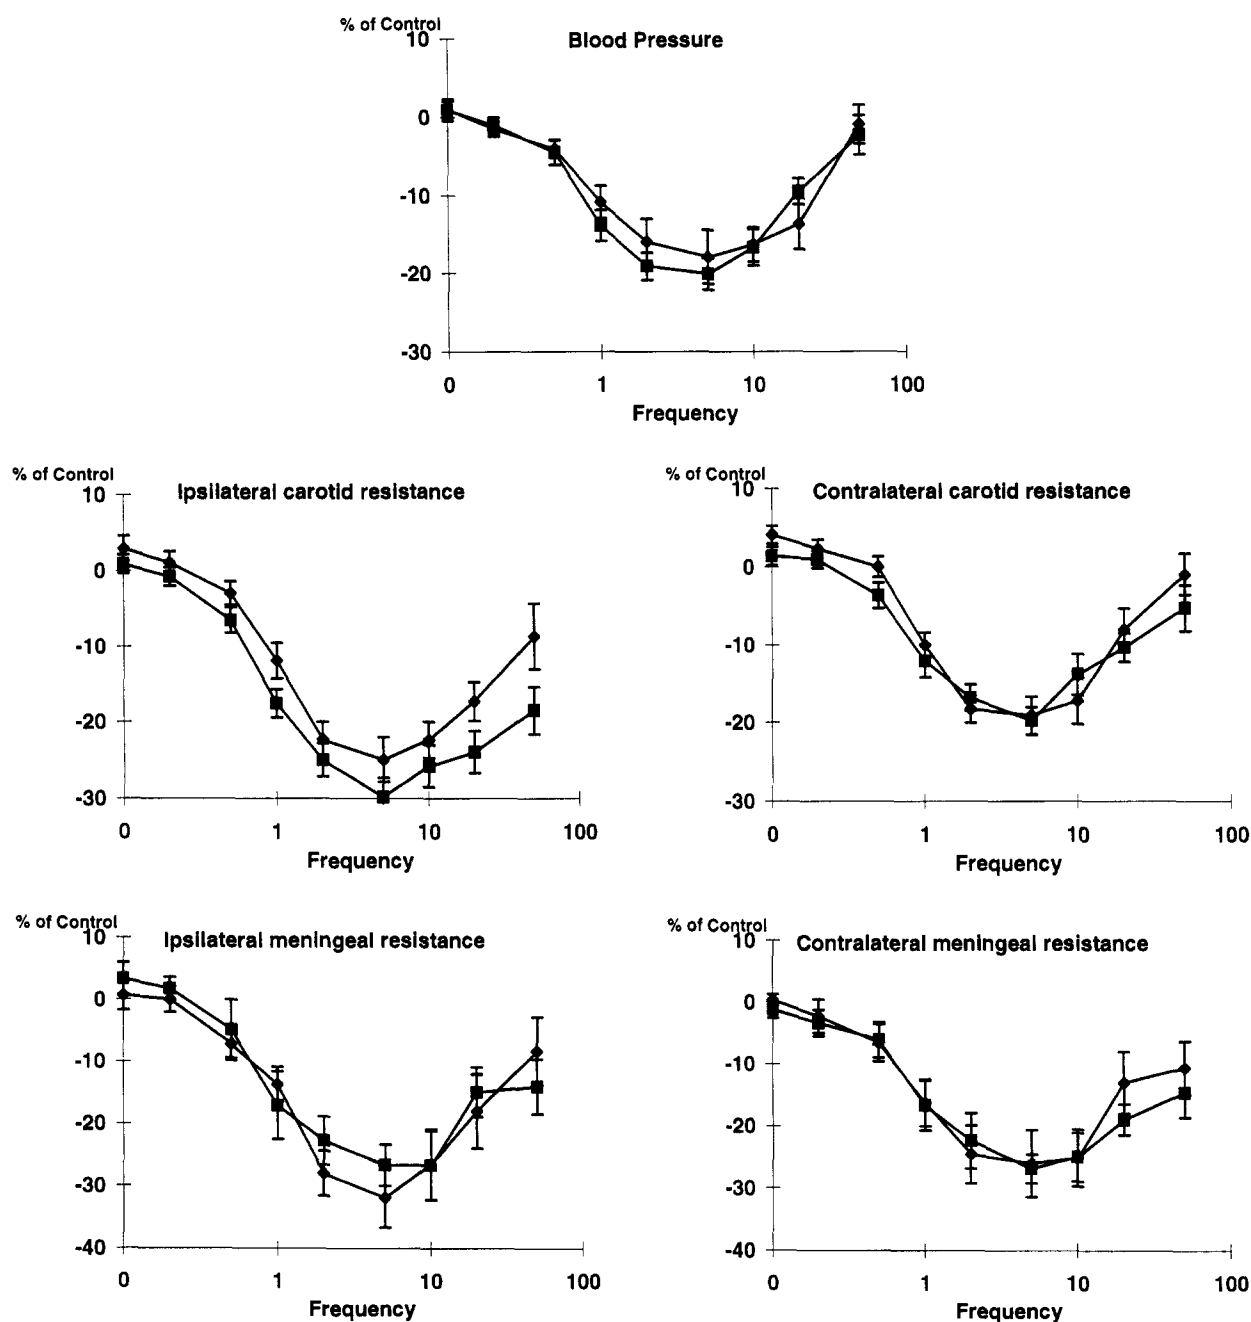 % of Control
Blood Pressure
10
0
-10
-20
-30
0 1 10 100
Frequency
% of Control
Ipsilateral carotid resistance
10
0
-10
-20
-30
0 1 10 100
Frequency
% of Control
Contralateral carotid resistance
10
0
-10
-20
-30
0 1 10 100
Frequency
% of Control
Ipsilateral meningeal resistance
10
0
-10
-20
-30
-40
0 1 10 100
Frequency
% of Control
Contralateral meningeal resistance
10
0
-10
-20
-30
-40
0 1 10 100
Frequency